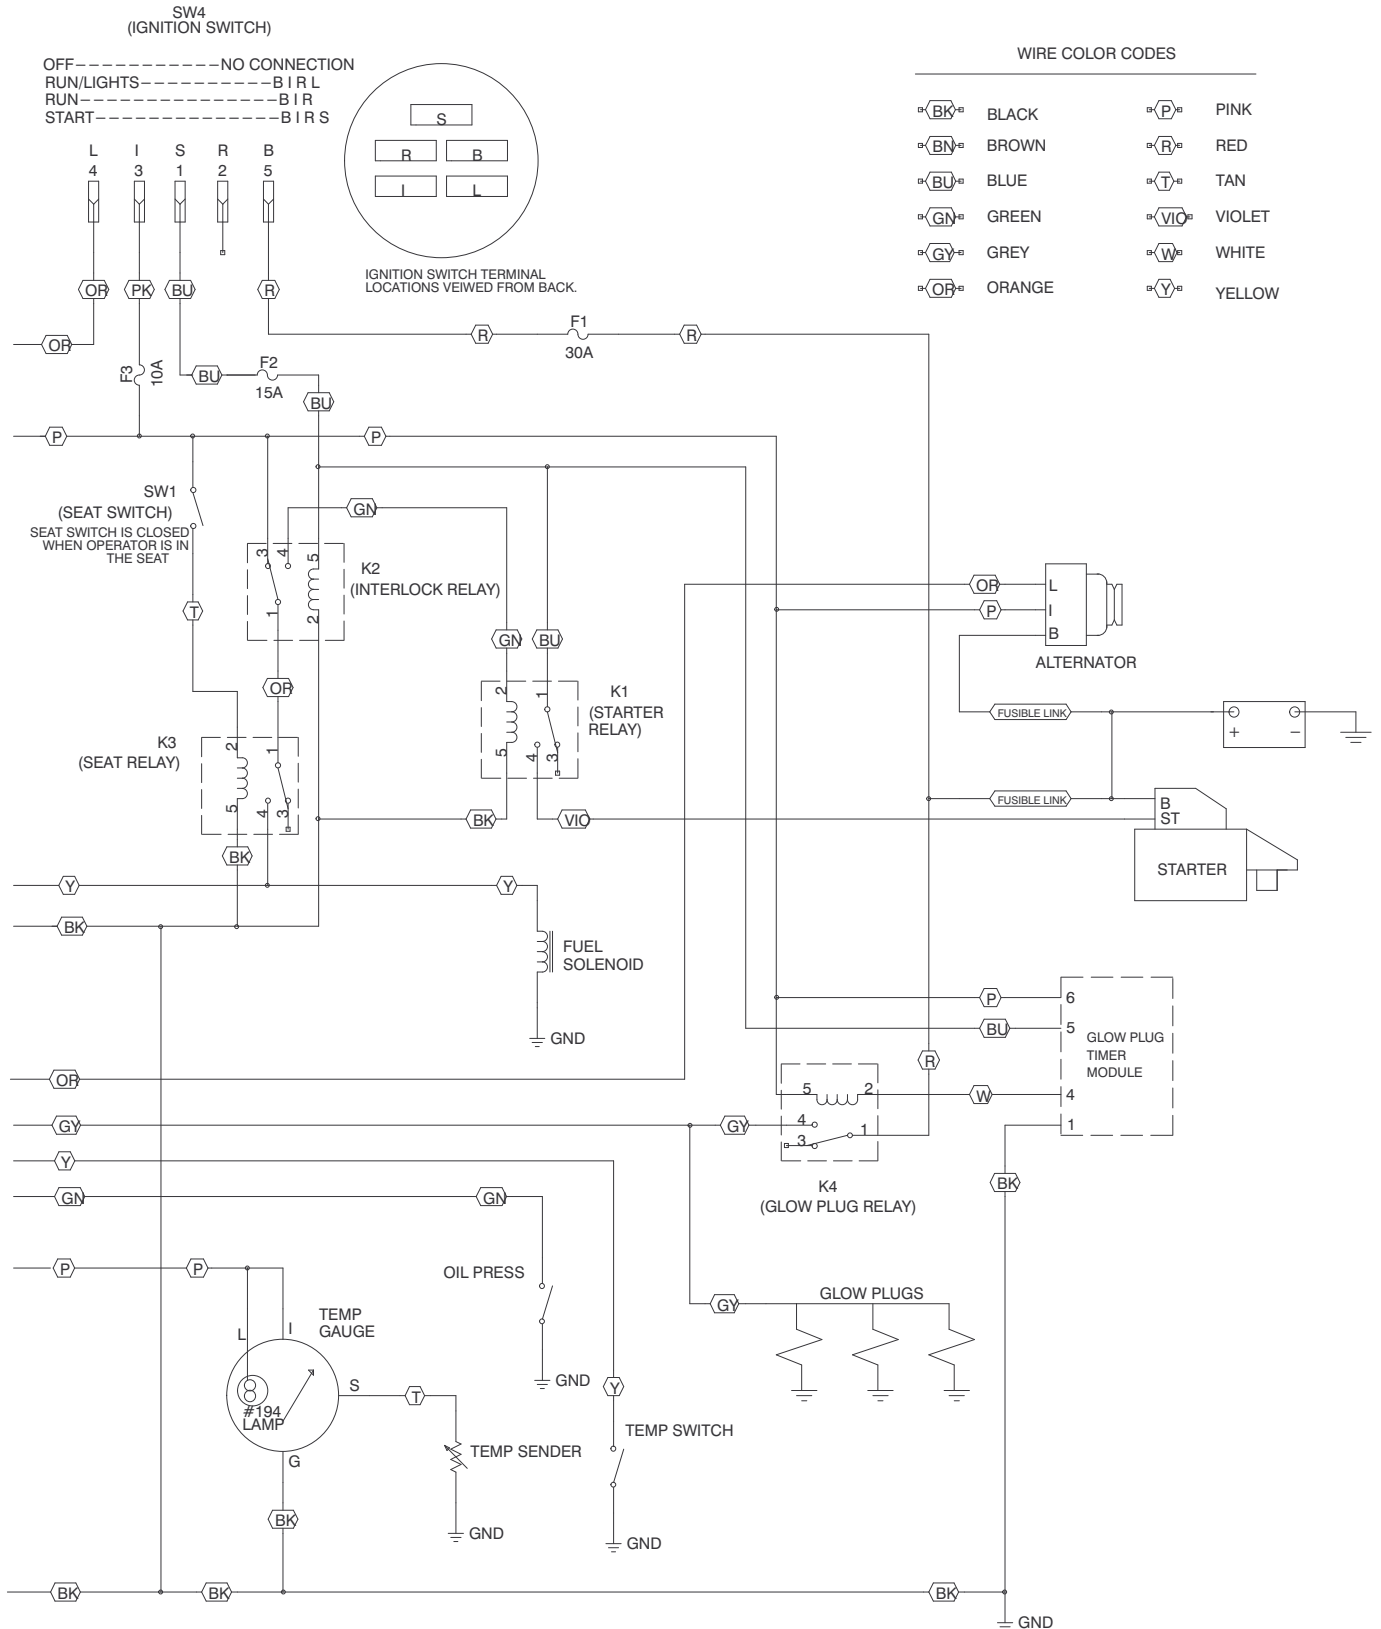 SW4
(IGNITION SWITCH)
OFF-----------NO CONNECTION
RUN/LIGHTS----------B I R L
RUN---------------B I R
START--------------B I R S
L I S R B
4 3 1 2 5
S
R B
I L
IGNITION SWITCH TERMINAL
LOCATIONS VEIWED FROM BACK.
WIRE COLOR CODES
BK BLACK P PINK
BN BROWN R RED
BU BLUE T TAN
GN GREEN VIO VIOLET
GY GREY W WHITE
OR ORANGE Y YELLOW
OR PK BU R
OR
F3 10A
BU F2
15A
BU
R F1 R
30A
P P
SW1
(SEAT SWITCH)
SEAT SWITCH IS CLOSED
WHEN OPERATOR IS IN
THE SEAT
GN
3 4 5
1 2
K2
(INTERLOCK RELAY)
T
OR
GN BU
2 1
5 4 3
K1
(STARTER
RELAY)
K3
(SEAT RELAY)
2 1
5 4 3
BK
BK VIO
OR L
P I
B
ALTERNATOR
FUSIBLE LINK
+ −
FUSIBLE LINK
B
ST
STARTER
Y Y
BK
FUEL
SOLENOID
GND
P 6
BU 5
GLOW PLUG
TIMER
MODULE
R
W 4
1
OR
GY GY
5 2
4
3 1
K4
(GLOW PLUG RELAY)
BK
Y
GN GN
P P
OIL PRESS
GND
GY GLOW PLUGS
TEMP
GAUGE
L I
S T
#194
LAMP
G
TEMP SENDER
GND
Y
TEMP SWITCH
GND
BK
BK BK BK
GND